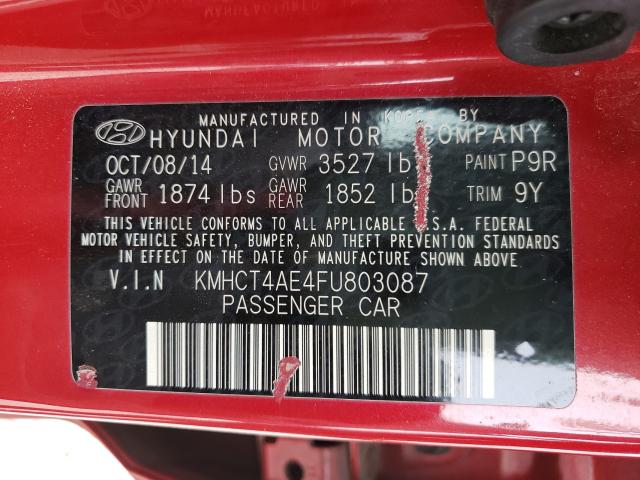 MANUFACTURED IN KOREA BY
HYUNDAI MOTOR COMPANY
OCT/08/14 GVWR 3527 lbs PAINT P9R
GAWR FRONT 1874 lbs GAWR REAR 1852 lbs TRIM 9Y
THIS VEHICLE CONFORMS TO ALL APPLICABLE U.S.A. FEDERAL
MOTOR VEHICLE SAFETY, BUMPER, AND THEFT PREVENTION STANDARDS
IN EFFECT ON THE DATE OF MANUFACTURE SHOWN ABOVE.
V.I.N KMHCT4AE4FU803087
PASSENGER CAR